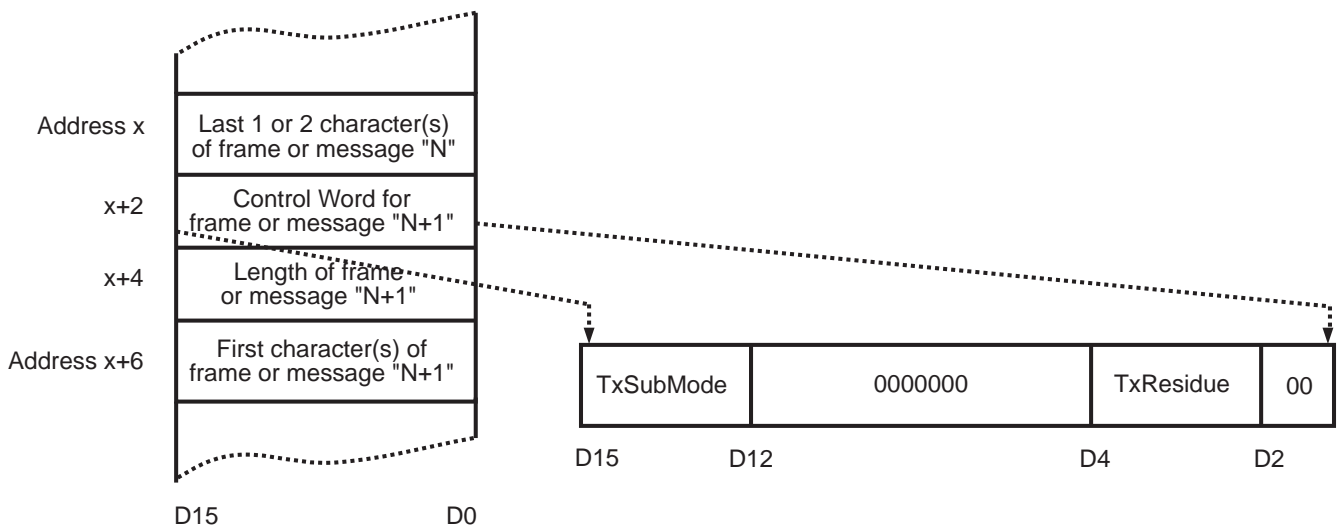 Address x
Last 1 or 2 character(s)
of frame or message "N"
x+2
Control Word for
frame or message "N+1"
x+4
Length of frame
or message "N+1"
Address x+6
First character(s) of
frame or message "N+1"
D15
D0
TxSubMode
0000000
TxResidue
00
D15
D12
D4
D2